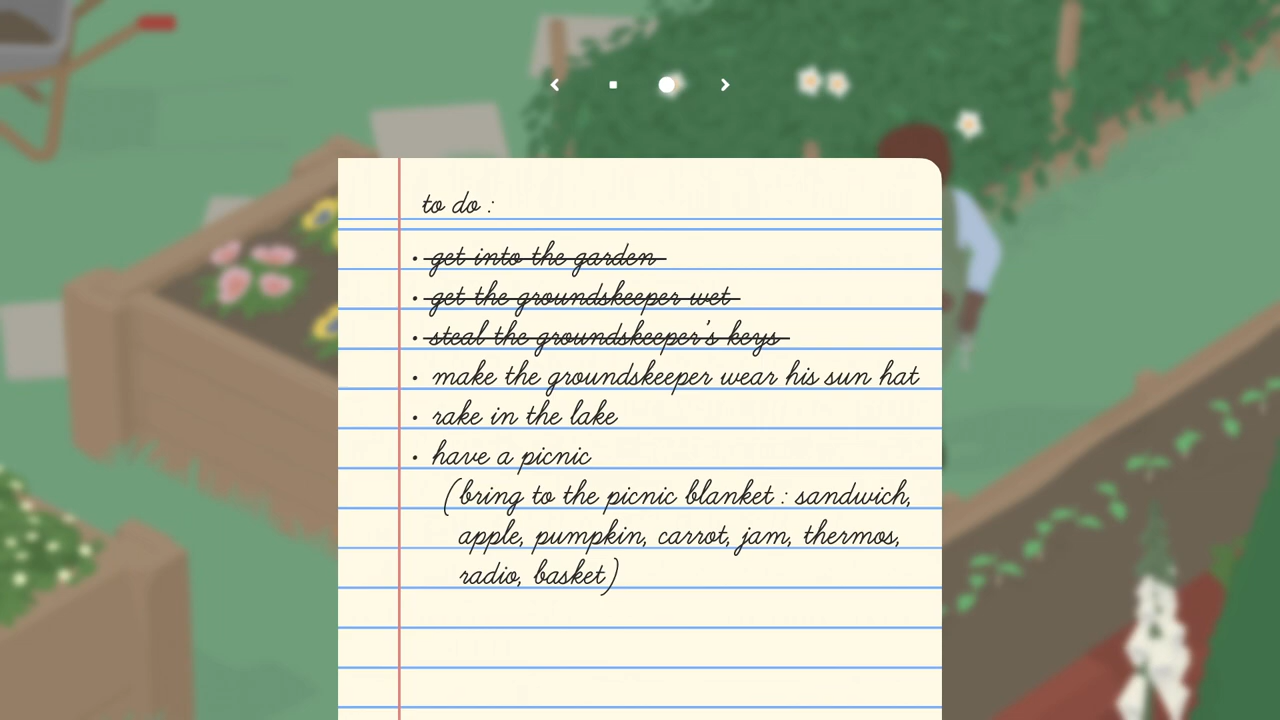 to do :
• get into the garden
• get the groundskeeper wet
• steal the groundskeeper's keys
• make the groundskeeper wear his sun hat
• rake in the lake
• have a picnic
(bring to the picnic blanket : sandwich,
apple, pumpkin, carrot, jam, thermos,
radio, basket)